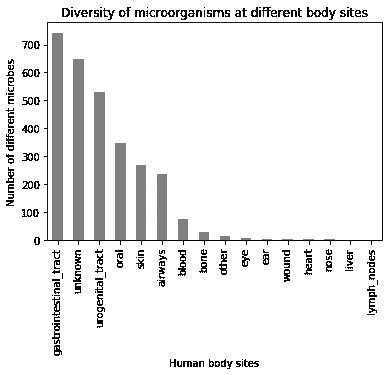 Diversity of microorganisms at different body sites
Number of different microbes
700
600
500
400
300
200
100
0
gastrointestinal_tract
unknown
urogenital_tract
oral
skin
airways
blood
bone
other
eye
ear
wound
heart
nose
liver
lymph_nodes
Human body sites